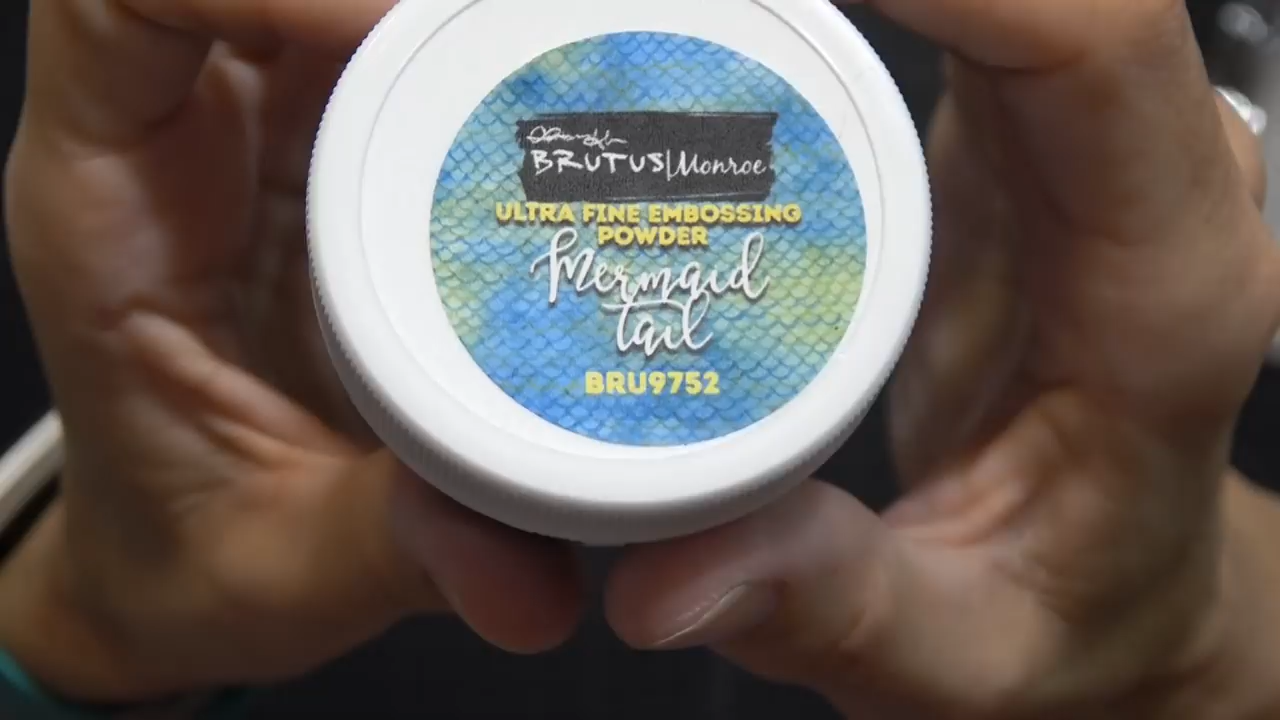 BRUTUS|Monroe
ULTRA FINE EMBOSSING
POWDER
Mermaid
tail
BRU9752